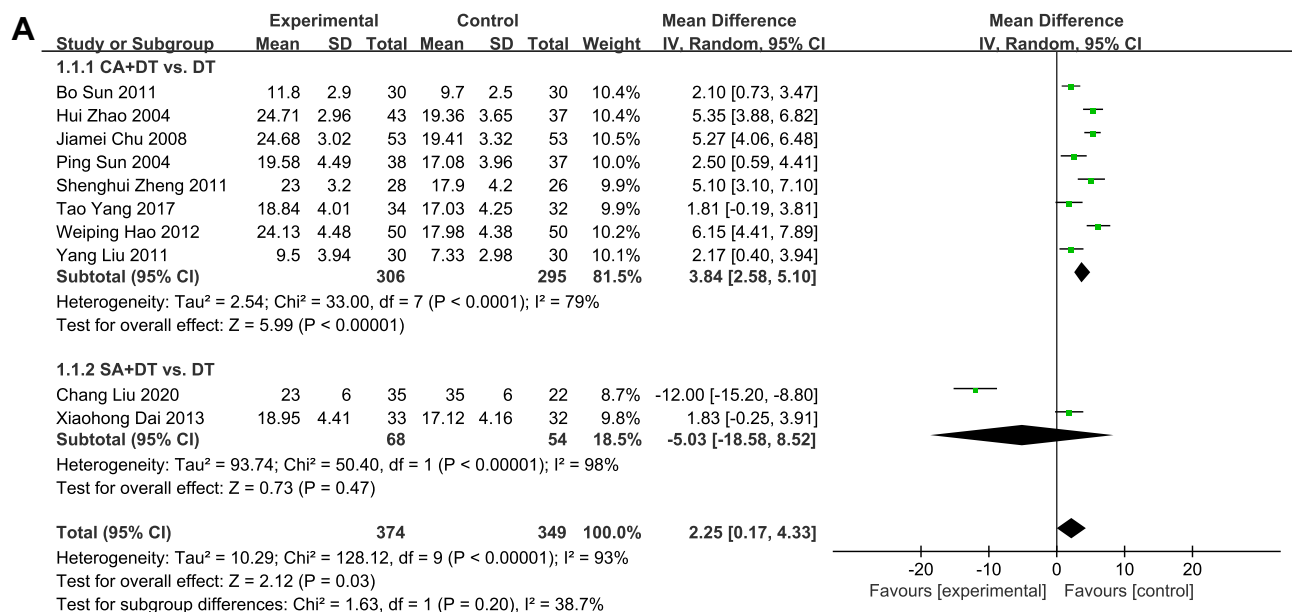 A
Experimental Control Mean Difference Mean Difference
Study or Subgroup Mean SD Total Mean SD Total Weight IV, Random, 95% CI IV, Random, 95% CI
1.1.1 CA+DT vs. DT
Bo Sun 2011 11.8 2.9 30 9.7 2.5 30 10.4% 2.10 [0.73, 3.47]
Hui Zhao 2004 24.71 2.96 43 19.36 3.65 37 10.4% 5.35 [3.88, 6.82]
Jiamei Chu 2008 24.68 3.02 53 19.41 3.32 53 10.5% 5.27 [4.06, 6.48]
Ping Sun 2004 19.58 4.49 38 17.08 3.96 37 10.0% 2.50 [0.59, 4.41]
Shenghui Zheng 2011 23 3.2 28 17.9 4.2 26 9.9% 5.10 [3.10, 7.10]
Tao Yang 2017 18.84 4.01 34 17.03 4.25 32 9.9% 1.81 [-0.19, 3.81]
Weiping Hao 2012 24.13 4.48 50 17.98 4.38 50 10.2% 6.15 [4.41, 7.89]
Yang Liu 2011 9.5 3.94 30 7.33 2.98 30 10.1% 2.17 [0.40, 3.94]
Subtotal (95% CI) 306 295 81.5% 3.84 [2.58, 5.10]
Heterogeneity: Tau² = 2.54; Chi² = 33.00, df = 7 (P < 0.0001); I² = 79%
Test for overall effect: Z = 5.99 (P < 0.00001)
1.1.2 SA+DT vs. DT
Chang Liu 2020 23 6 35 35 6 22 8.7% -12.00 [-15.20, -8.80]
Xiaohong Dai 2013 18.95 4.41 33 17.12 4.16 32 9.8% 1.83 [-0.25, 3.91]
Subtotal (95% CI) 68 54 18.5% -5.03 [-18.58, 8.52]
Heterogeneity: Tau² = 93.74; Chi² = 50.40, df = 1 (P < 0.00001); I² = 98%
Test for overall effect: Z = 0.73 (P = 0.47)
Total (95% CI) 374 349 100.0% 2.25 [0.17, 4.33]
Heterogeneity: Tau² = 10.29; Chi² = 128.12, df = 9 (P < 0.00001); I² = 93%
Test for overall effect: Z = 2.12 (P = 0.03)
Test for subgroup differences: Chi² = 1.63, df = 1 (P = 0.20), I² = 38.7%
-20 -10 0 10 20
Favours [experimental] Favours [control]